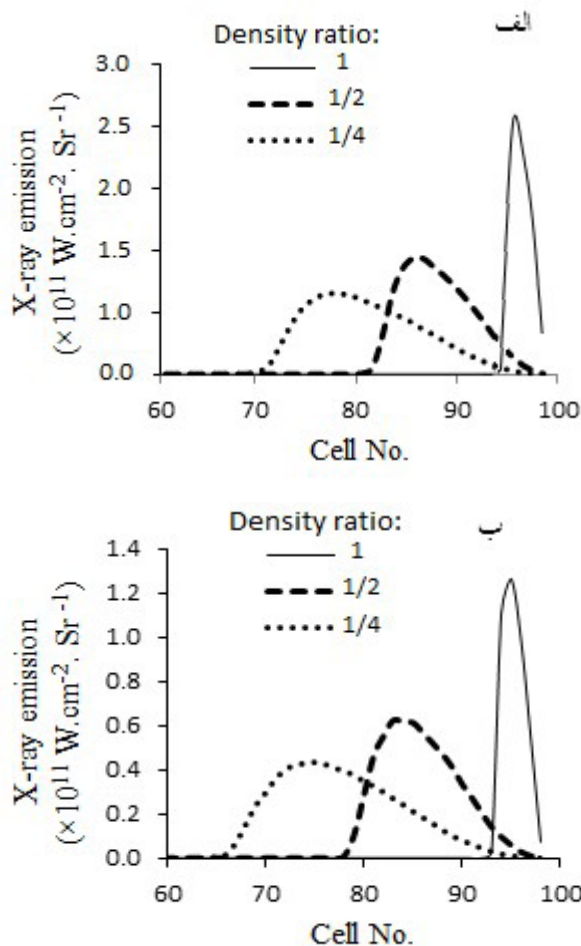 الف
Density ratio:
1
1/2
1/4
X-ray emission
(×10¹¹ W.cm⁻². Sr⁻¹)
3.0
2.5
2.0
1.5
1.0
0.0
60 70 80 90 100
Cell No.
ب
Density ratio:
1
1/2
1/4
X-ray emission
(×10¹¹ W.cm⁻². Sr⁻¹)
1.4
1.2
1.0
0.8
0.6
0.4
0.2
0.0
60 70 80 90 100
Cell No.